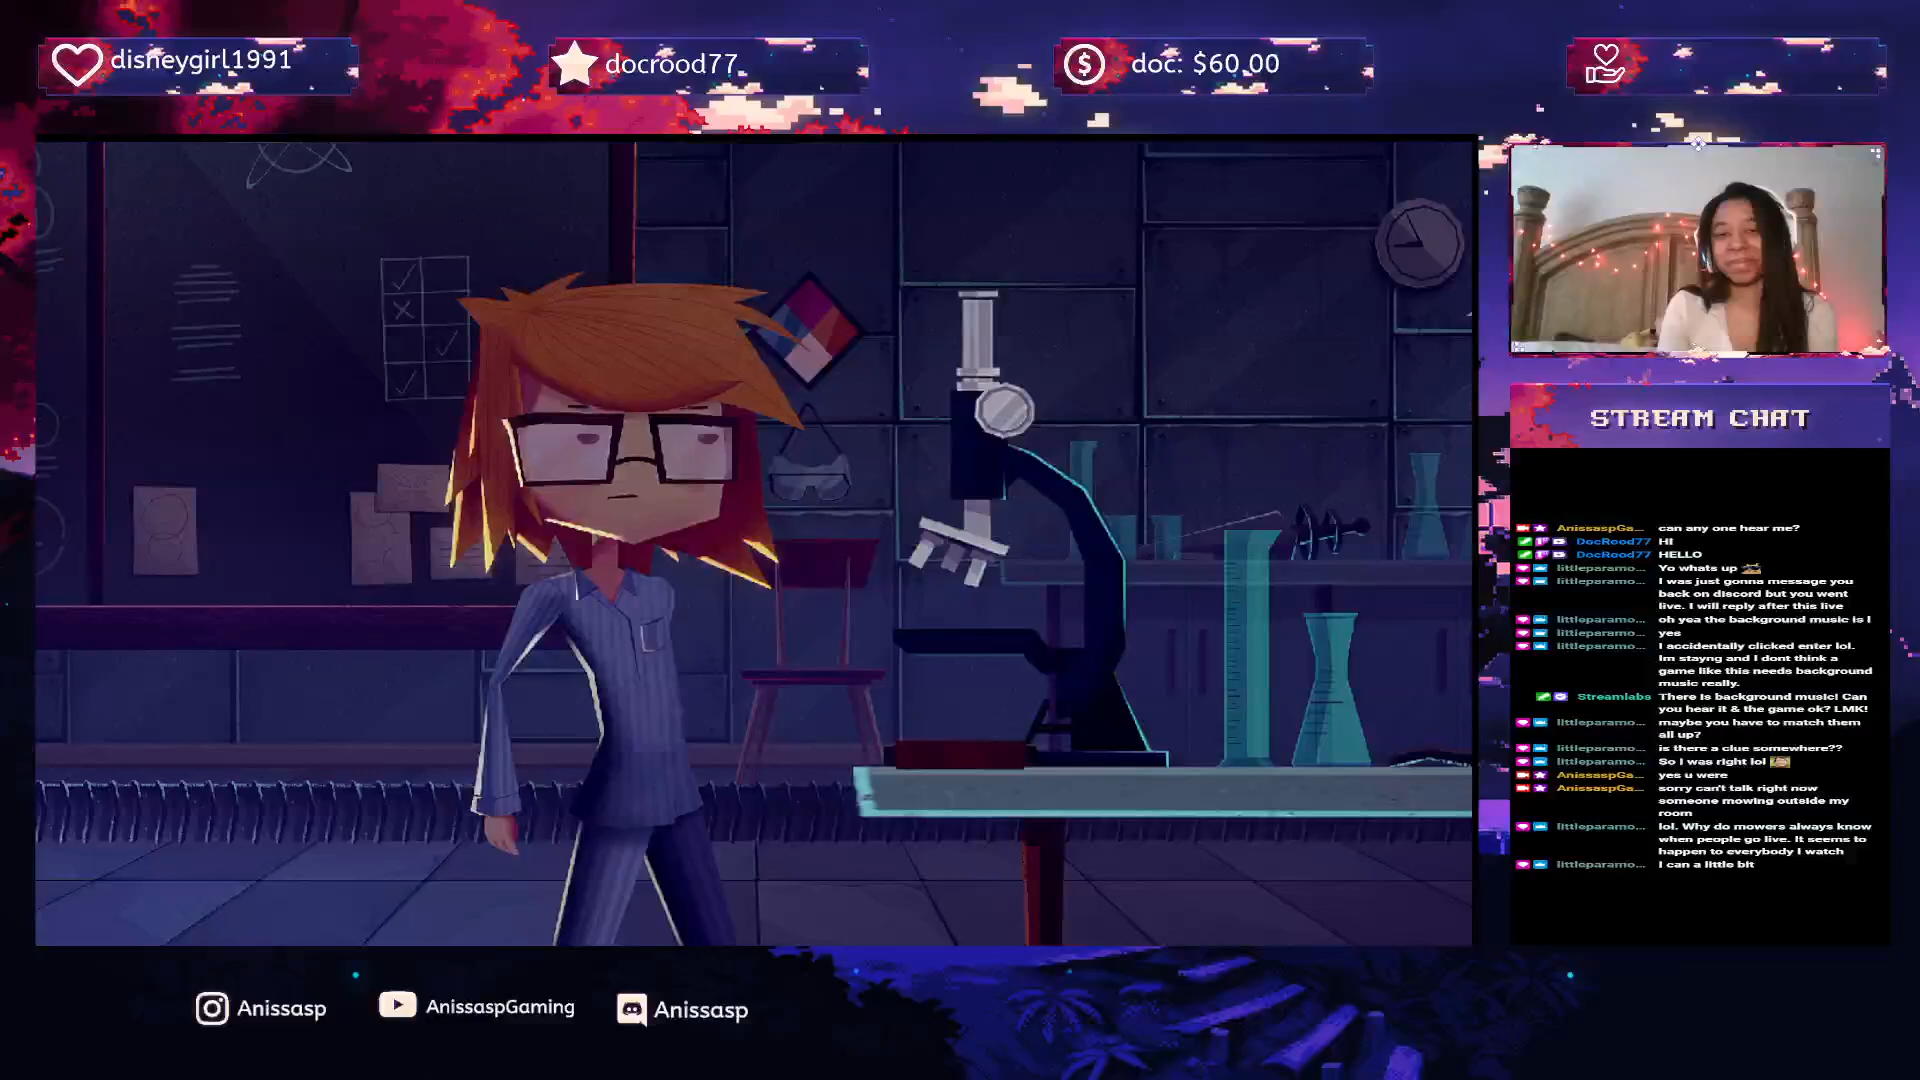 disneygirl1991
docrood77
doc: $60.00
STREAM CHAT
AnissaspGa... can any one hear me?
DocRood77 HI
DocRood77 HELLO
littleparamo... Yo whats up
littleparamo... I was just gonna message you
back on discord but you went
live. I will reply after this live
littleparamo... oh yea the background music is l
littleparamo... yes
littleparamo... I accidentally clicked enter lol.
Im stayng and I dont think a
game like this needs background
music really.
Streamlabs There is background music! Can
you hear it & the game ok? LMK!
littleparamo... maybe you have to match them
all up?
littleparamo... is there a clue somewhere??
littleparamo... So I was right lol
AnissaspGa... yes u were
AnissaspGa... sorry can't talk right now
someone mowing outside my
room
littleparamo... lol. Why do mowers always know
when people go live. It seems to
happen to everybody I watch
littleparamo... I can a little bit
Anissasp
AnissaspGaming
Anissasp